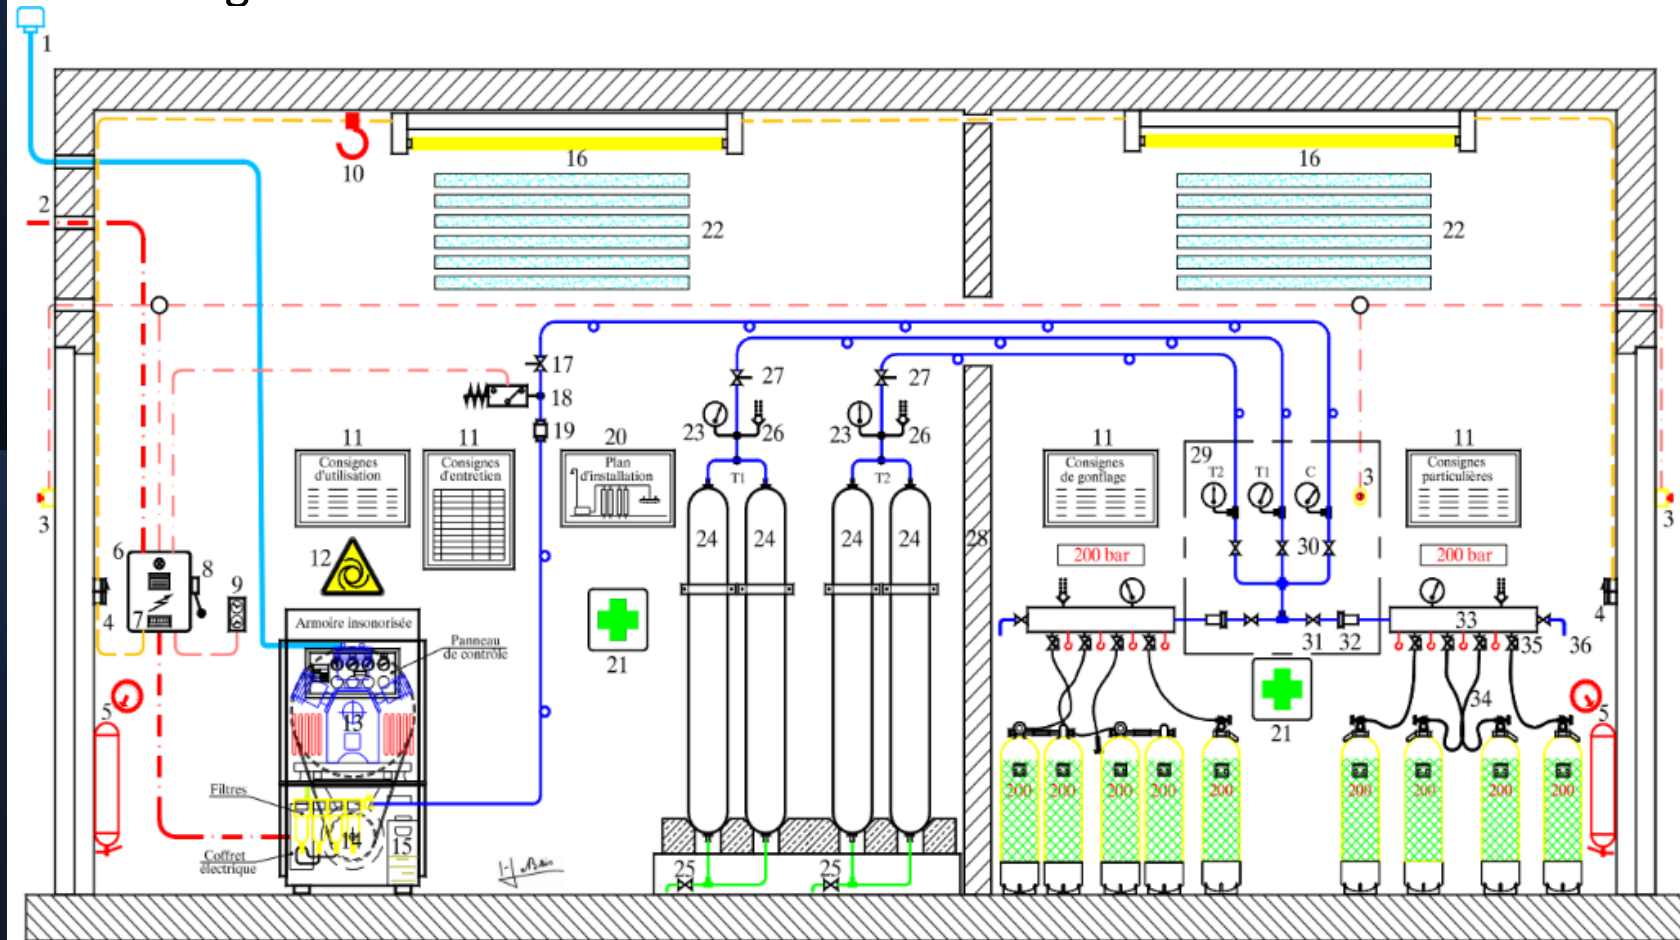 1
2
16
16
10
22
22
17
18
19
27
27
23
26
23
26
11
11
20
11
11
Consignes
d'utilisation
Consignes
d'entretien
Plan
d'installation
T1
T2
Consignes
de gonflage
29
T2
T1
C
3
Consignes
particulières
3
3
24
24
24
24
28
30
200 bar
200 bar
6
12
8
9
7
4
4
Armoire insonorisée
Panneau
de contrôle
33
31
32
35
36
21
21
13
34
5
5
Filtres
200
200
200
200
200
200
200
200
200
14
15
Coffret
électrique
25
25